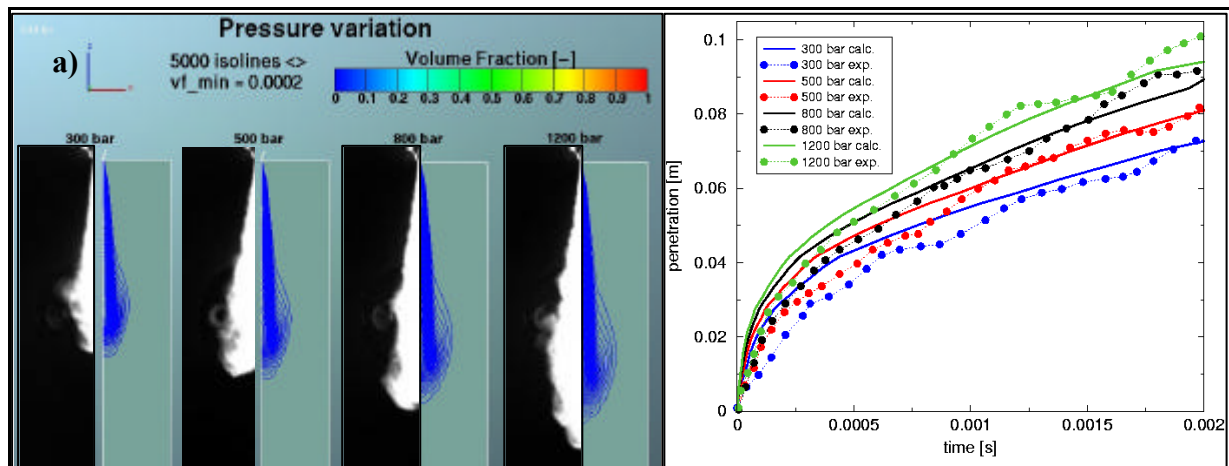 Pressure variation
a)
5000 isolines <>
vf_min = 0.0002
Volume Fraction [-]
0 0.1 0.2 0.3 0.4 0.5 0.6 0.7 0.8 0.9 1
300 bar 500 bar 800 bar 1200 bar
0.1
0.08
0.06
0.04
0.02
0
penetration [m]
300 bar calc.
300 bar exp.
500 bar calc.
500 bar exp.
800 bar calc.
800 bar exp.
1200 bar calc.
1200 bar exp.
0 0.0005 0.001 0.0015 0.002
time [s]